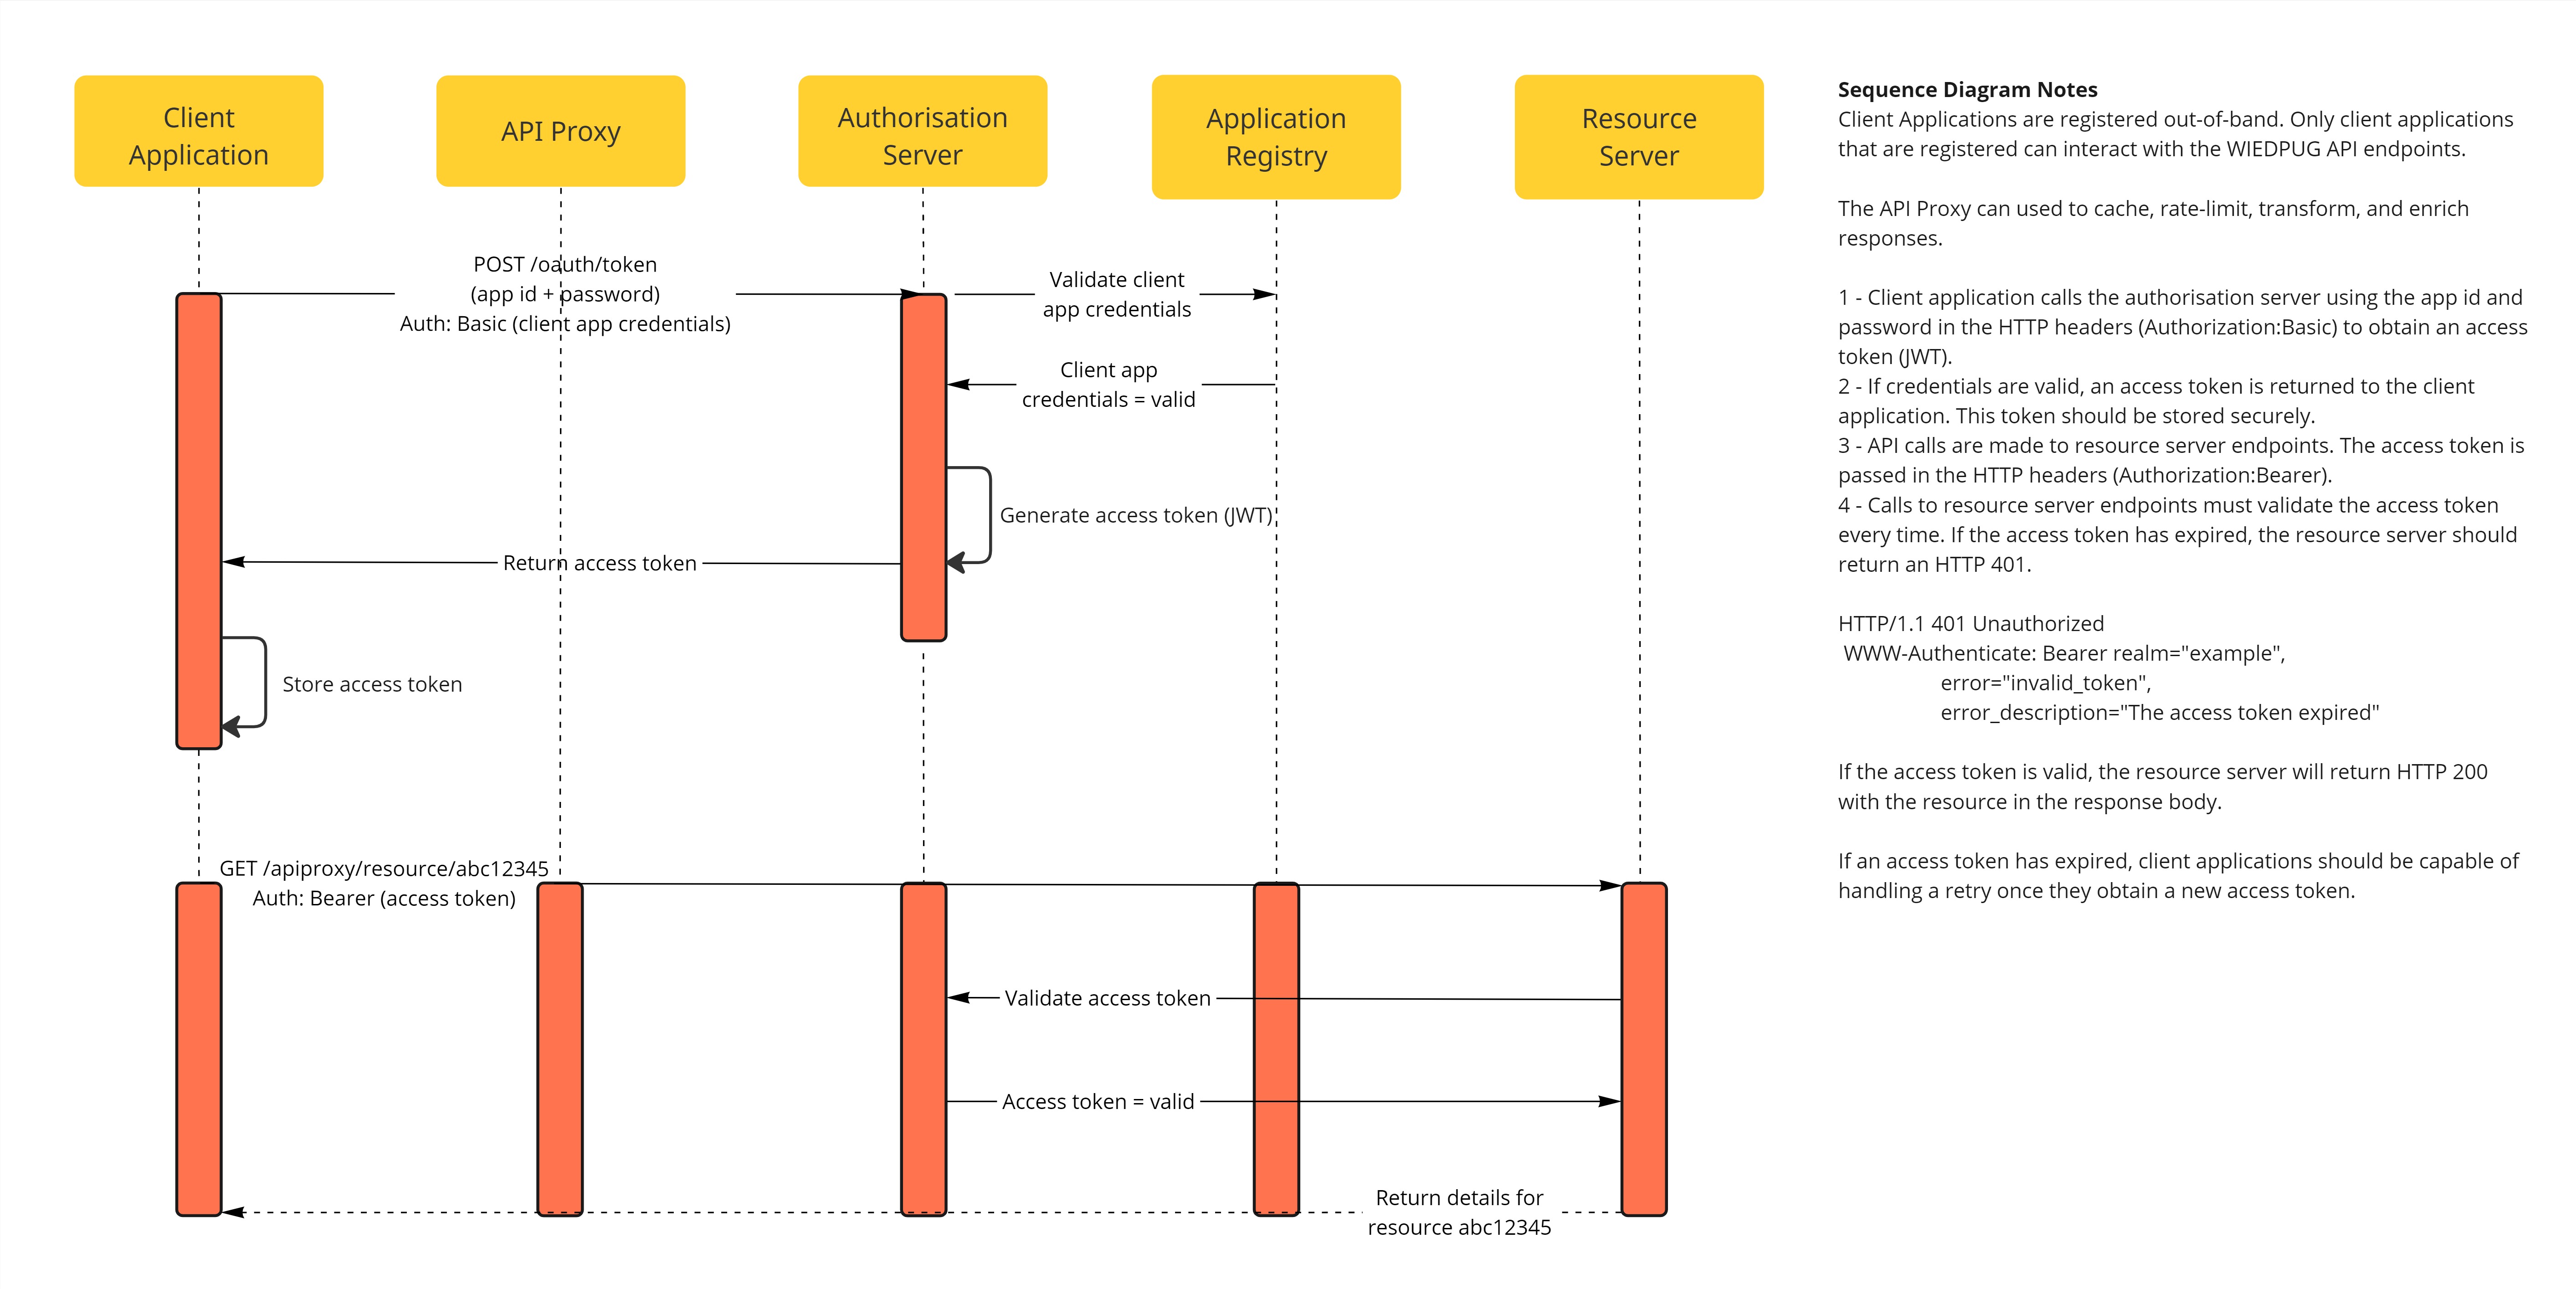 Client
Application
API Proxy
Authorisation
Server
Application
Registry
Resource
Server
POST /oauth/token
(app id + password)
Auth: Basic (client app credentials)
Validate client
app credentials
Client app
credentials = valid
Generate access token (JWT)
Return access token
Store access token
GET /apiproxy/resource/abc12345
Auth: Bearer (access token)
Validate access token
Access token = valid
Return details for
resource abc12345
Sequence Diagram Notes
Client Applications are registered out-of-band. Only client applications
that are registered can interact with the WIEDPUG API endpoints.
The API Proxy can used to cache, rate-limit, transform, and enrich
responses.
1 - Client application calls the authorisation server using the app id and
password in the HTTP headers (Authorization:Basic) to obtain an access
token (JWT).
2 - If credentials are valid, an access token is returned to the client
application. This token should be stored securely.
3 - API calls are made to resource server endpoints. The access token is
passed in the HTTP headers (Authorization:Bearer).
4 - Calls to resource server endpoints must validate the access token
every time. If the access token has expired, the resource server should
return an HTTP 401.
HTTP/1.1 401 Unauthorized
WWW-Authenticate: Bearer realm="example",
error="invalid_token",
error_description="The access token expired"
If the access token is valid, the resource server will return HTTP 200
with the resource in the response body.
If an access token has expired, client applications should be capable of
handling a retry once they obtain a new access token.